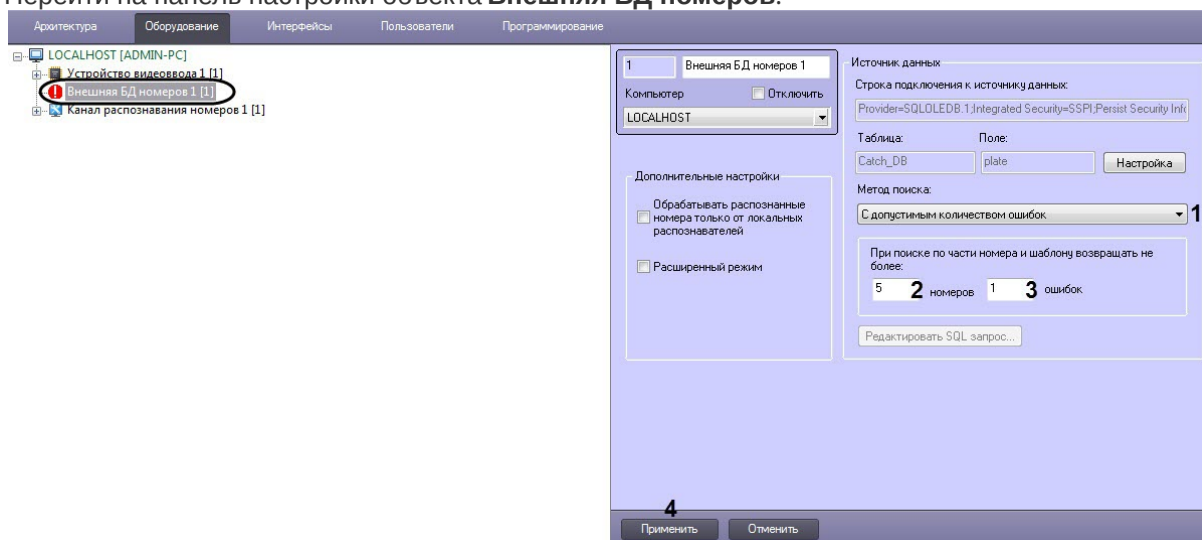 Перейти на панель настройки объекта Внешняя БД номеров.
Архитектура Оборудование Интерфейсы Пользователи Программирование
LOCALHOST [ADMIN-PC]
Устройство видеоввода 1 [1]
Внешняя БД номеров 1 [1]
Канал распознавания номеров 1 [1]
1 Внешняя БД номеров 1
Компьютер Отключить
LOCALHOST
Дополнительные настройки
Обрабатывать распознанные
номера только от локальных
распознавателей
Расширенный режим
Источник данных
Строка подключения к источнику данных:
Provider=SQLOLEDB.1;Integrated Security=SSPI;Persist Security Info
Таблица: Поле:
Catch_DB plate Настройка
Метод поиска:
С допустимым количеством ошибок 1
При поиске по части номера и шаблону возвращать не
более:
5 2 номеров 1 3 ошибок
Редактировать SQL запрос...
4
Применить Отменить